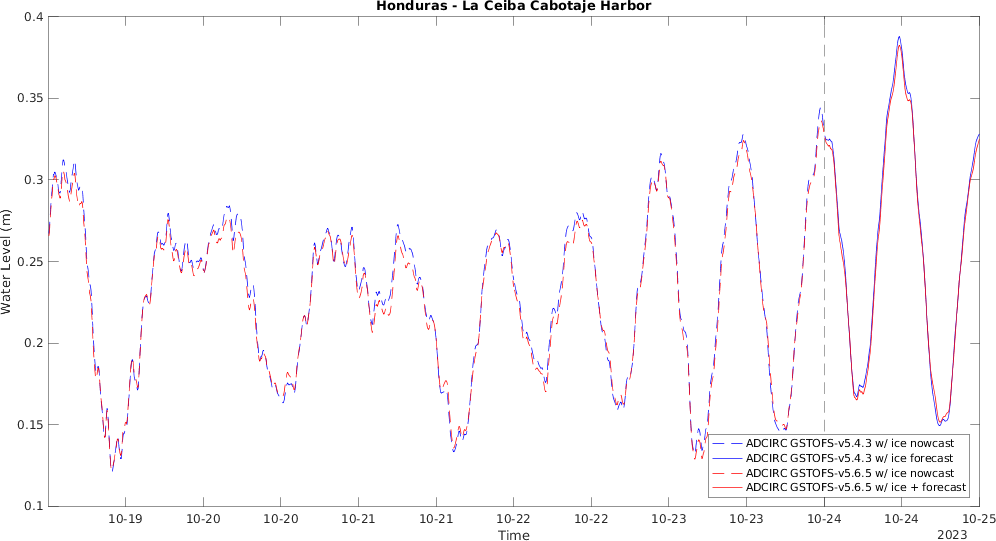 Honduras - La Ceiba Cabotaje Harbor
0.4
0.35
0.3
0.25
0.2
0.15
0.1
Water Level (m)
ADCIRC GSTOFS-v5.4.3 w/ ice nowcast
ADCIRC GSTOFS-v5.4.3 w/ ice forecast
ADCIRC GSTOFS-v5.6.5 w/ ice nowcast
ADCIRC GSTOFS-v5.6.5 w/ ice + forecast
10-19 10-20 10-20 10-21 10-21 10-22 10-22 10-23 10-23 10-24 10-24 10-25
Time
2023